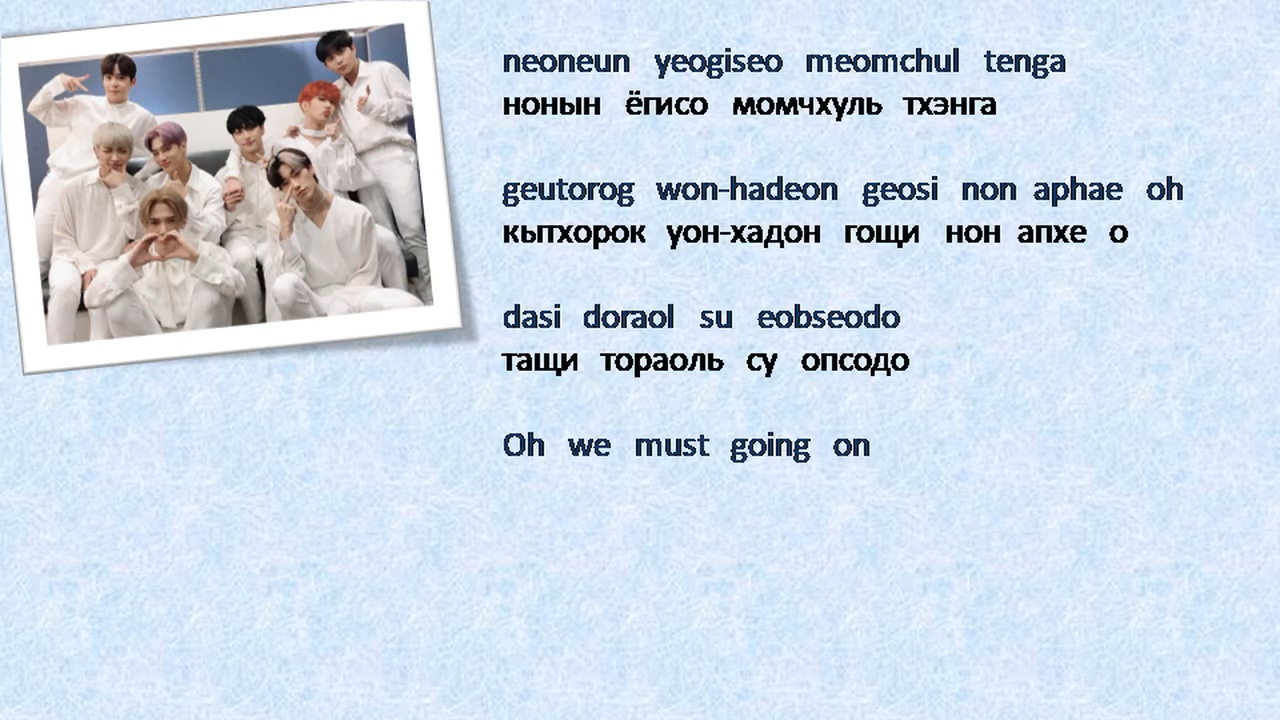 neoneun yeogiseo meomchul tenga
нонын ёгисо момчхуль тхэнга
geutorog won-hadeon geosi non aphae oh
кытхорок уон-хадон гощи нон апхе о
dasi doraol su eobseodo
тащи тораоль су опсодо
Oh we must going on